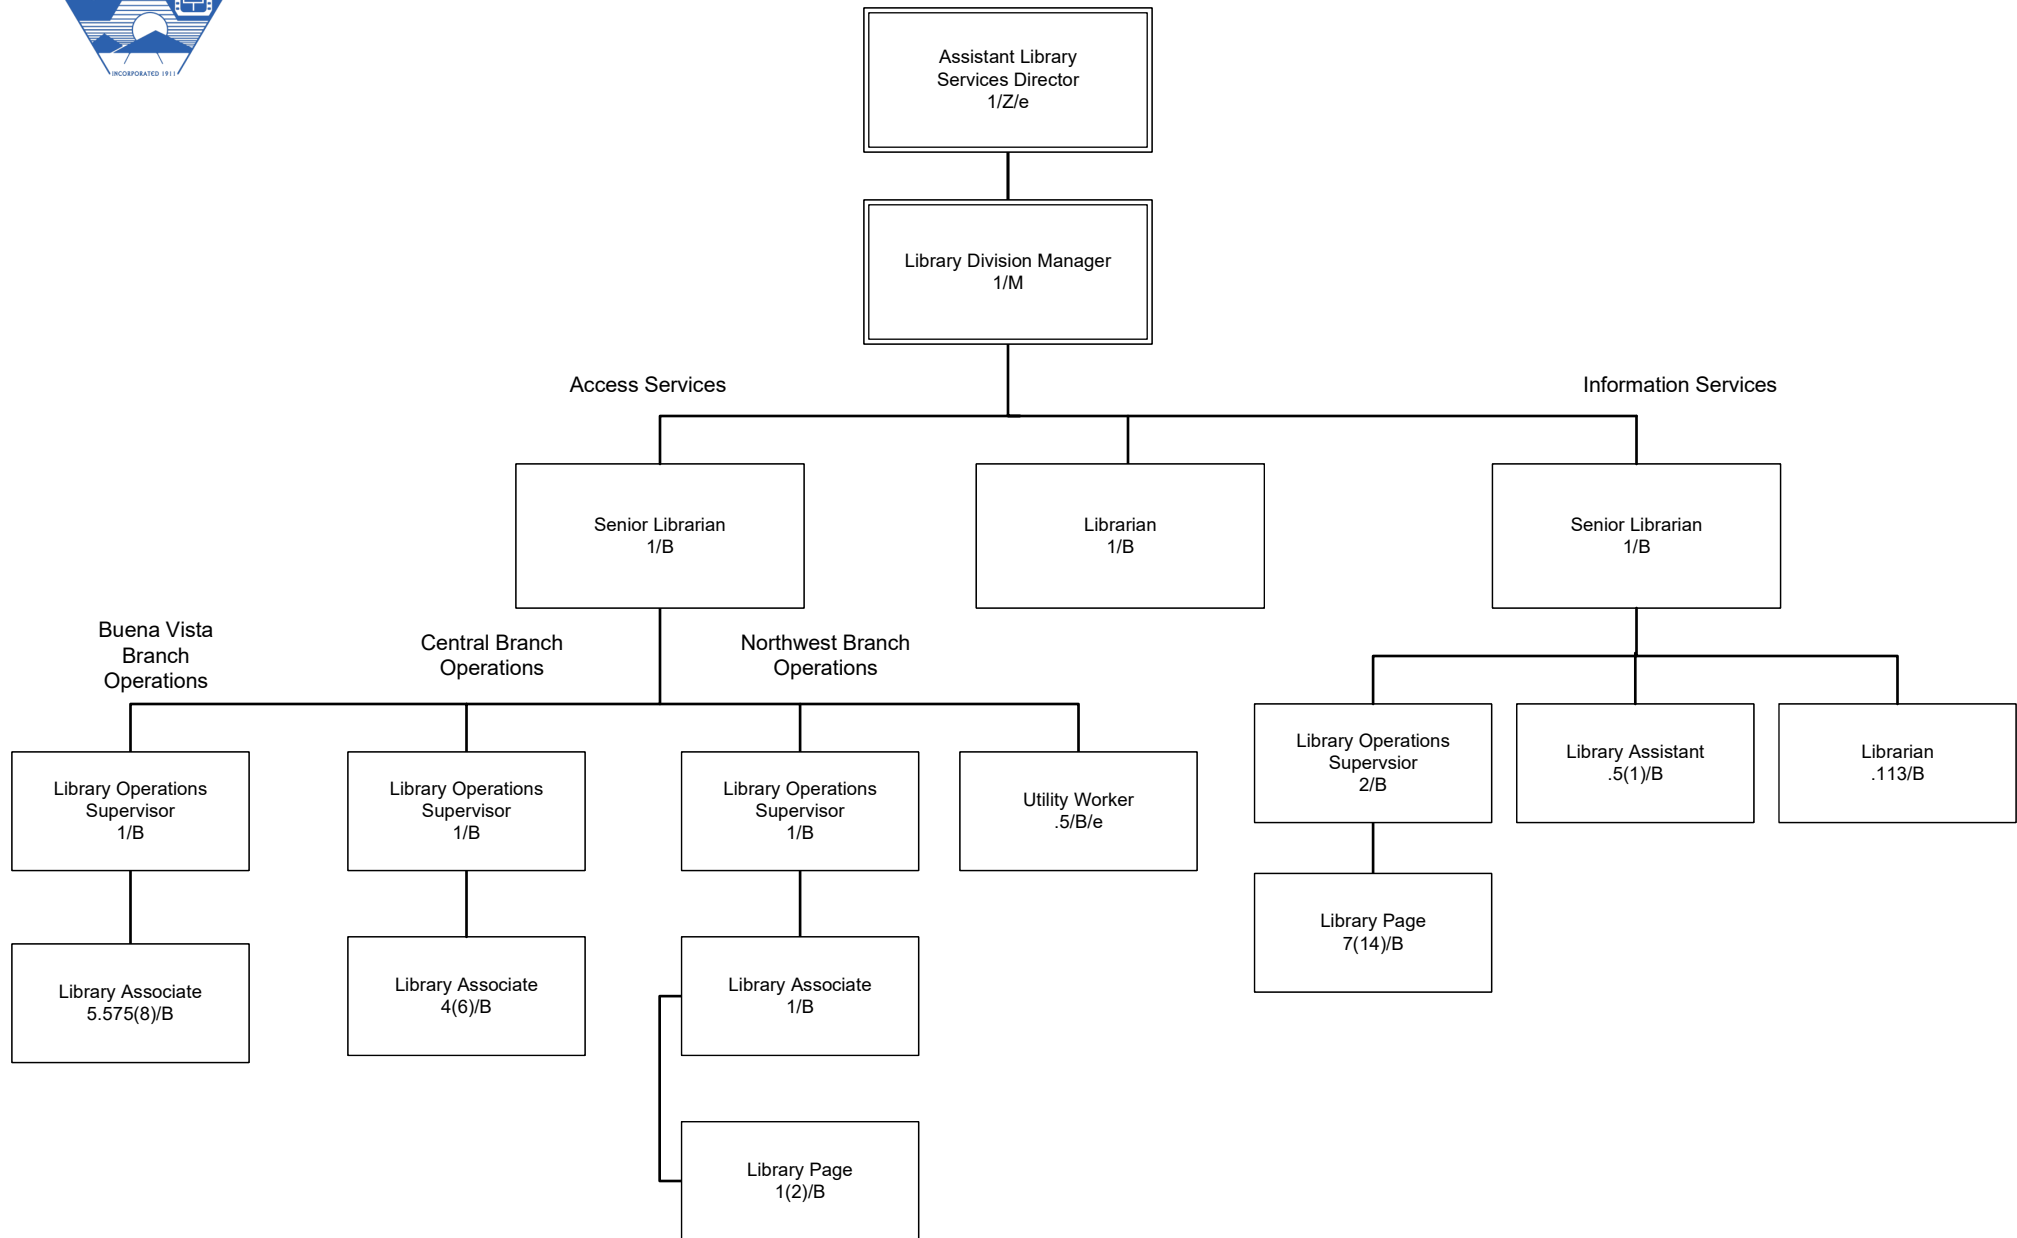 INCORPORATED 1911
Assistant Library
Services Director
1/Z/e
Library Division Manager
1/M
Access Services
Information Services
Senior Librarian
1/B
Librarian
1/B
Senior Librarian
1/B
Buena Vista
Branch
Operations
Central Branch
Operations
Northwest Branch
Operations
Library Operations
Supervisor
1/B
Library Operations
Supervisor
1/B
Library Operations
Supervisor
1/B
Utility Worker
.5/B/e
Library Operations
Supervsior
2/B
Library Assistant
.5(1)/B
Librarian
.113/B
Library Page
7(14)/B
Library Associate
5.575(8)/B
Library Associate
4(6)/B
Library Associate
1/B
Library Page
1(2)/B